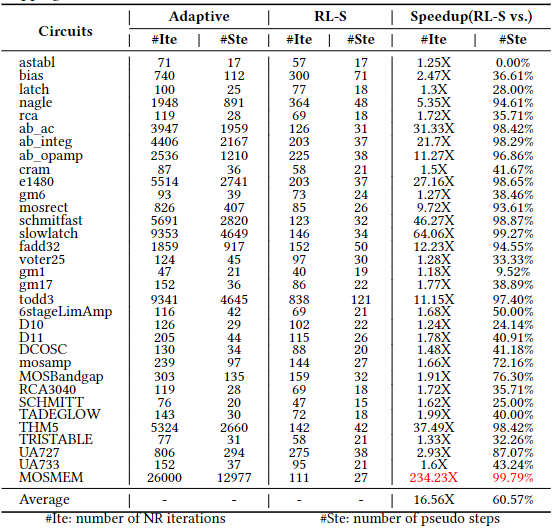 Circuits Adaptive RL-S Speedup(RL-S vs.)
#Ite #Ste #Ite #Ste #Ite #Ste
astabl 71 17 57 17 1.25X 0.00%
bias 740 112 300 71 2.47X 36.61%
latch 100 25 77 18 1.3X 28.00%
nagle 1948 891 364 48 5.35X 94.61%
rca 119 28 69 18 1.72X 35.71%
ab_ac 3947 1959 126 31 31.33X 98.42%
ab_integ 4406 2167 203 37 21.7X 98.29%
ab_opamp 2536 1210 225 38 11.27X 96.86%
cram 87 36 58 21 1.5X 41.67%
e1480 5514 2741 203 37 27.16X 98.65%
gm6 93 39 73 24 1.27X 38.46%
mosrect 826 407 85 26 9.72X 93.61%
schmitfast 5691 2820 123 32 46.27X 98.87%
slowlatch 9353 4649 146 34 64.06X 99.27%
fadd32 1859 917 152 50 12.23X 94.55%
voter25 124 45 97 30 1.28X 33.33%
gm1 47 21 40 19 1.18X 9.52%
gm17 152 36 86 22 1.77X 38.89%
todd3 9341 4645 838 121 11.15X 97.40%
6stageLimAmp 116 42 69 21 1.68X 50.00%
D10 126 29 102 22 1.24X 24.14%
D11 205 44 115 26 1.78X 40.91%
DCOSC 130 34 88 20 1.48X 41.18%
mosamp 239 97 144 27 1.66X 72.16%
MOSBandgap 303 135 159 32 1.91X 76.30%
RCA3040 119 28 69 18 1.72X 35.71%
SCHMITT 76 20 47 15 1.62X 25.00%
TADEGLOW 143 30 72 18 1.99X 40.00%
THM5 5324 2660 142 42 37.49X 98.42%
TRISTABLE 77 31 58 21 1.33X 32.26%
UA727 806 294 275 38 2.93X 87.07%
UA733 152 37 95 21 1.6X 43.24%
MOSMEM 26000 12977 111 27 234.23X 99.79%
Average - - - - 16.56X 60.57%
#Ite: number of NR iterations #Ste: number of pseudo steps